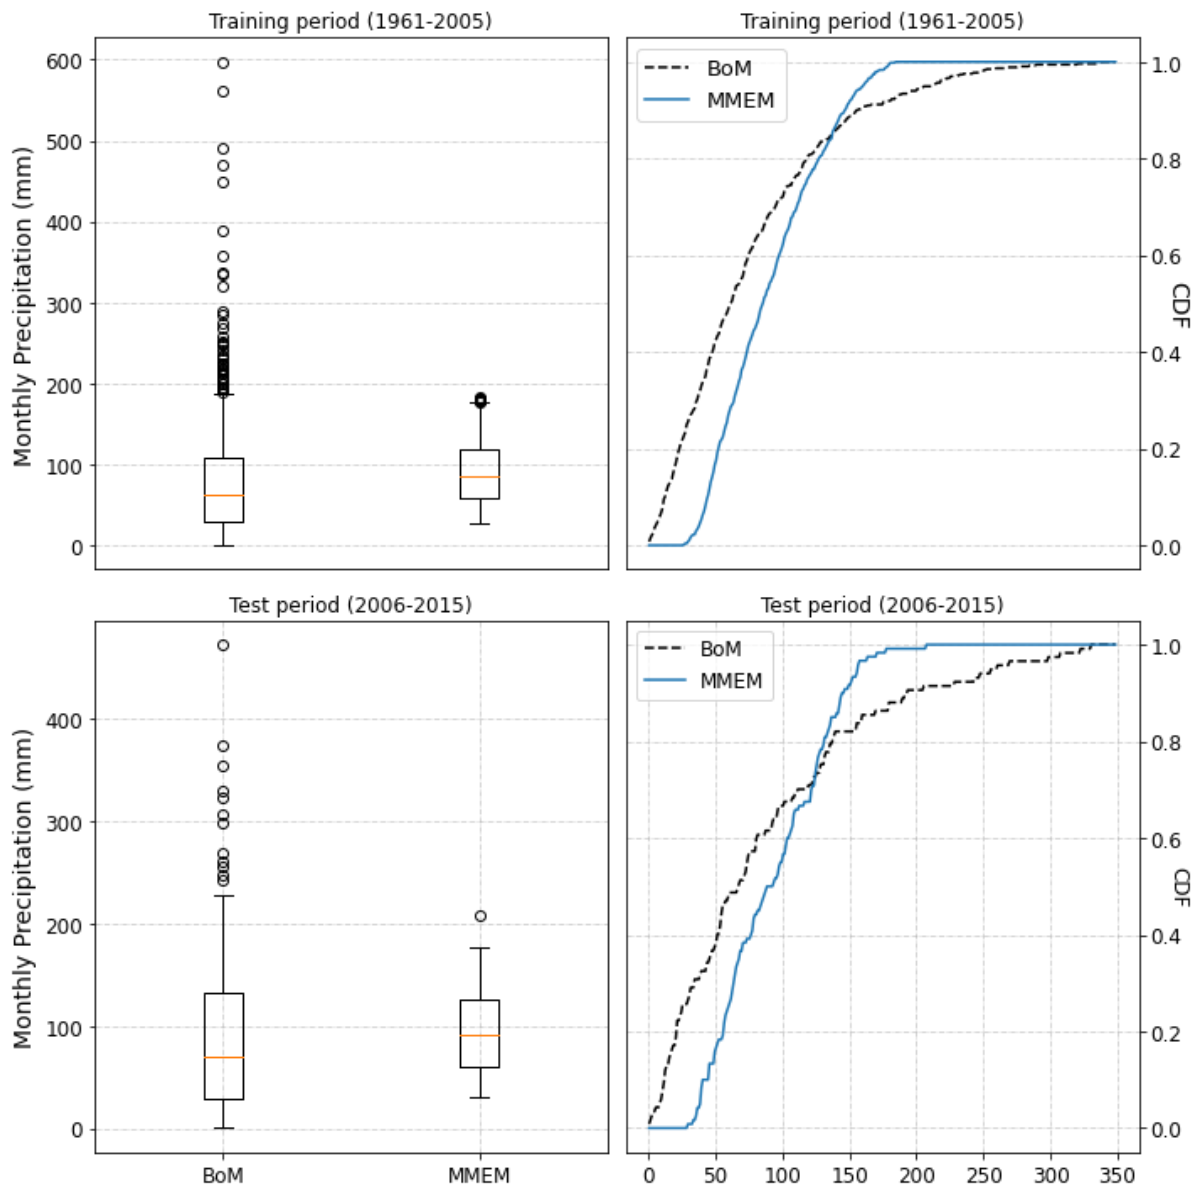 Training period (1961-2005)
Monthly Precipitation (mm)
600
500
400
300
200
100
0
Training period (1961-2005)
BoM
MMEM
1.0
0.8
0.6
0.4
0.2
0.0
CDF
Test period (2006-2015)
Monthly Precipitation (mm)
400
300
200
100
0
BoM MMEM
Test period (2006-2015)
BoM
MMEM
1.0
0.8
0.6
0.4
0.2
0.0
CDF
0 50 100 150 200 250 300 350